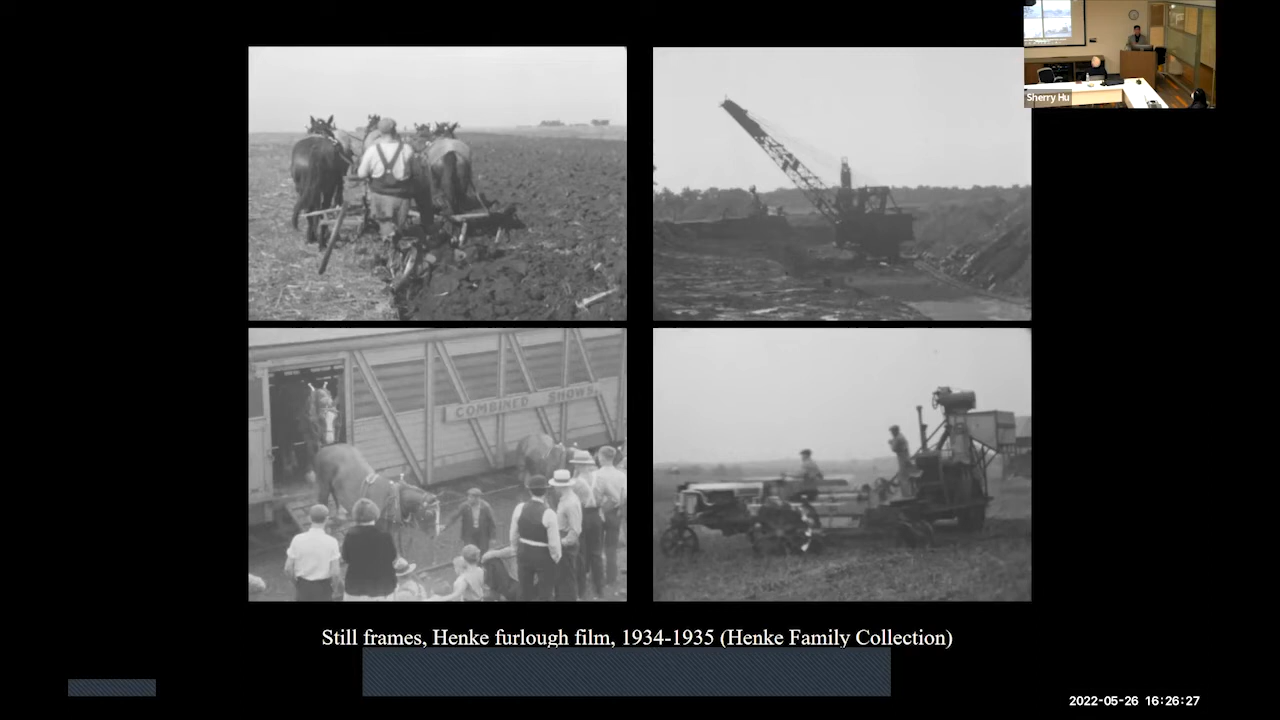 Sherry Hu
COMBINED SHOWS
Still frames, Henke furlough film, 1934-1935 (Henke Family Collection)
2022-05-26 16:26:27